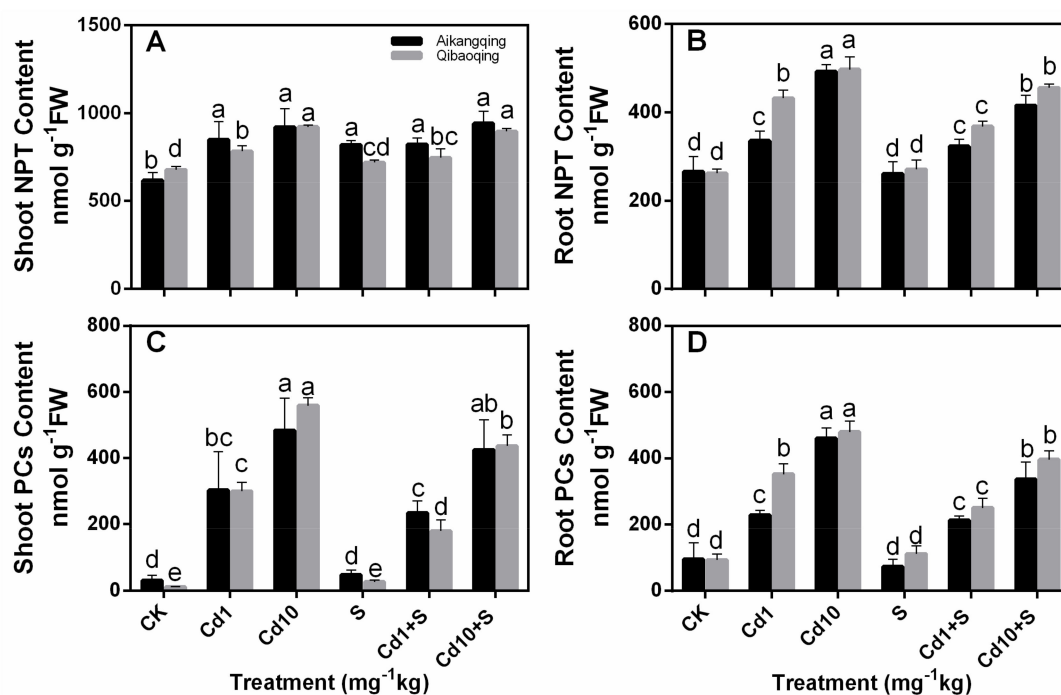 A
Aikangqing
Qibaoqing
Shoot NPT Content
nmol g⁻¹FW
1500
1000
500
0
b d a b a a a cd a bc a a
B
Root NPT Content
nmol g⁻¹FW
600
400
200
0
d d c b a a d d c c b b
C
Shoot PCs Content
nmol g⁻¹FW
800
600
400
200
0
d e bc c a a d e c d ab b
CK Cd1 Cd10 S Cd1+S Cd10+S
Treatment (mg⁻¹kg)
D
Root PCs Content
nmol g⁻¹FW
800
600
400
200
0
d d c b a a d d c c b b
CK Cd1 Cd10 S Cd1+S Cd10+S
Treatment (mg⁻¹kg)